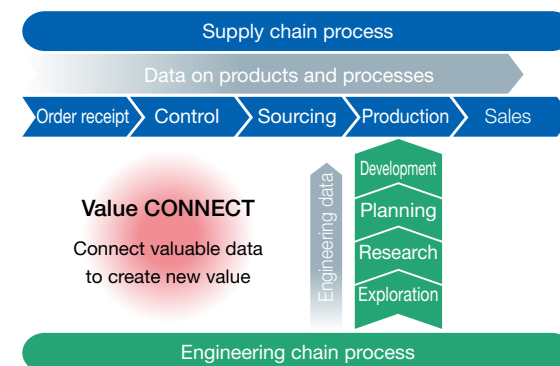 Supply chain process
Data on products and processes
Order receipt
Control
Sourcing
Production
Sales
Value CONNECT
Connect valuable data
to create new value
Engineering data
Development
Planning
Research
Exploration
Engineering chain process